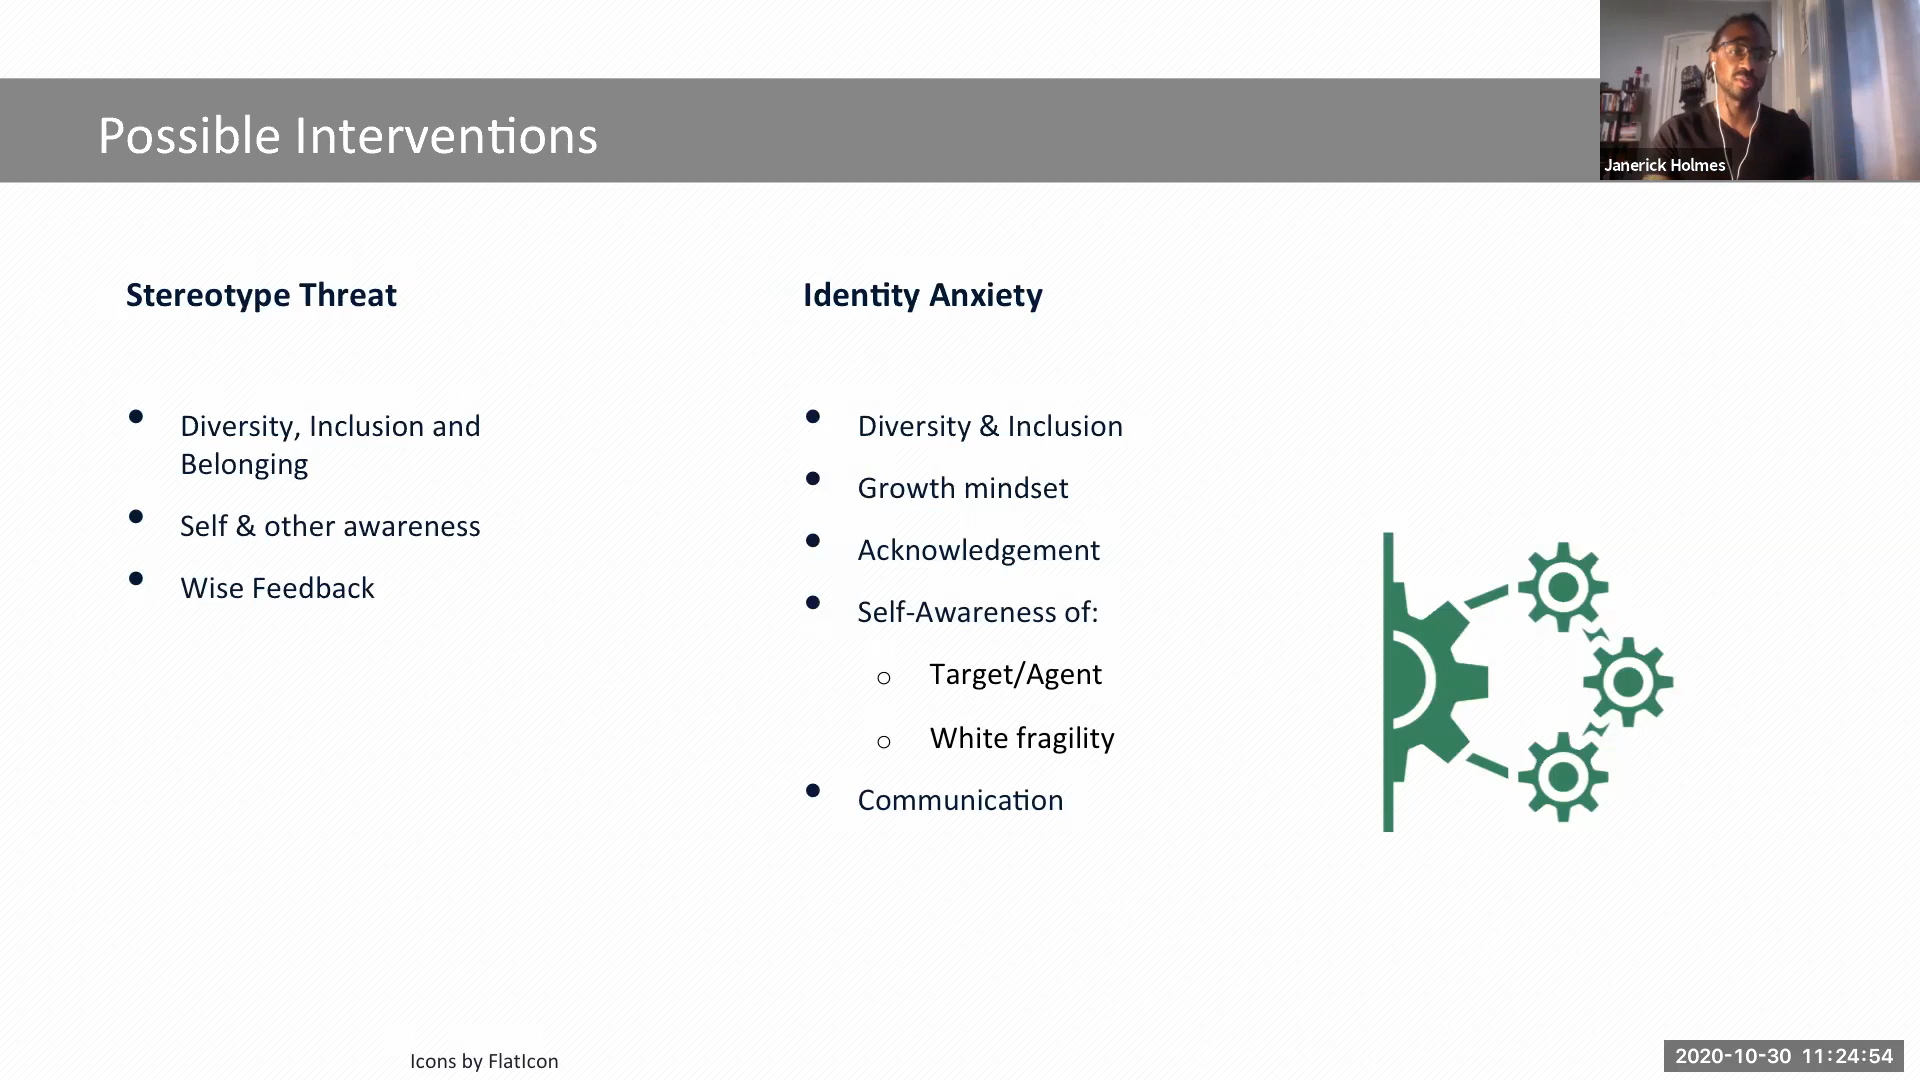 Possible Interventions
Janerick Holmes
Stereotype Threat
Diversity, Inclusion and
Belonging
Self & other awareness
Wise Feedback
Identity Anxiety
Diversity & Inclusion
Growth mindset
Acknowledgement
Self-Awareness of:
Target/Agent
White fragility
Communication
Icons by FlatIcon
2020-10-30 11:24:54